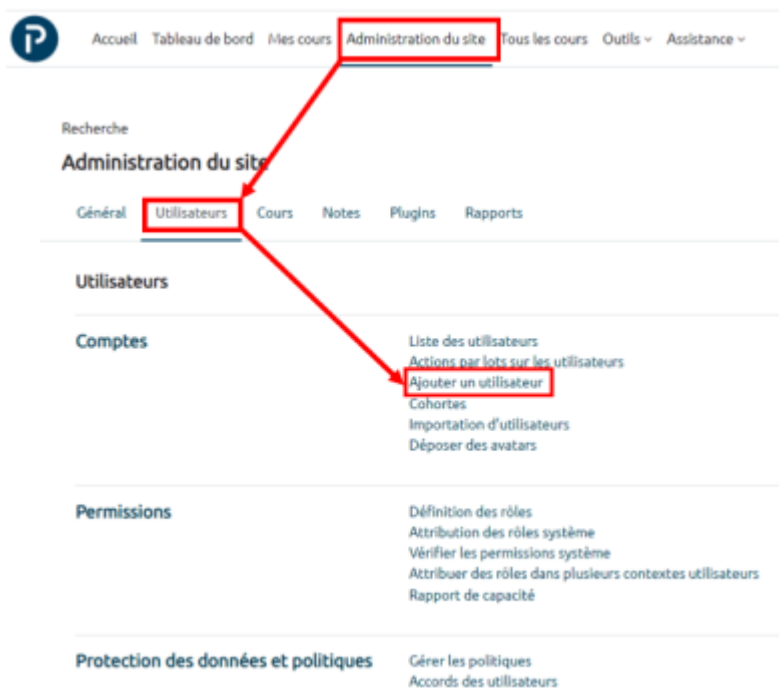 Accueil Tableau de bord Mes cours Administration du site Tous les cours Outils Assistance
Recherche
Administration du site
Général Utilisateurs Cours Notes Plugins Rapports
Utilisateurs
Comptes
Liste des utilisateurs
Actions par lots sur les utilisateurs
Ajouter un utilisateur
Cohortes
Importation d'utilisateurs
Déposer des avatars
Permissions
Définition des rôles
Attribution des rôles système
Vérifier les permissions système
Attribuer des rôles dans plusieurs contextes utilisateurs
Rapport de capacité
Protection des données et politiques
Gérer les politiques
Accords des utilisateurs